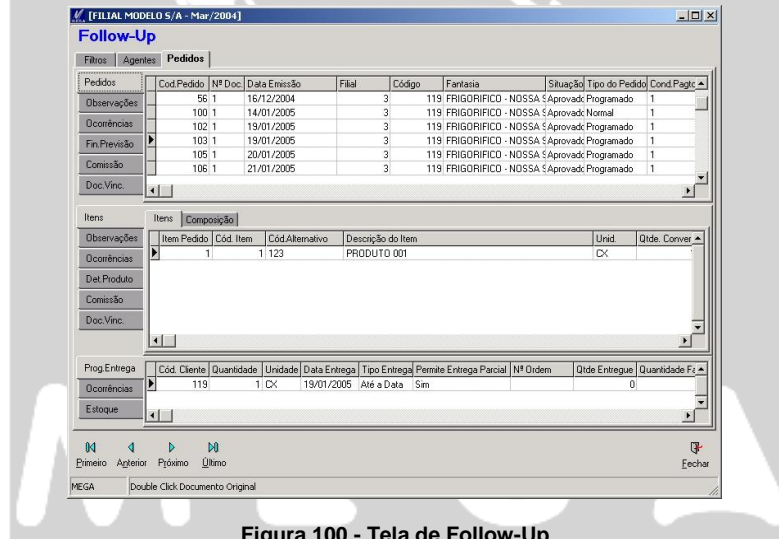 [FILIAL MODELO S/A - Mar/2004]
Follow-Up
Filtros Agentes Pedidos
Pedidos
Observações
Ocorrências
Fin.Previsão
Comissão
Doc.Vinc.
Cod.Pedido Nº Doc. Data Emissão Filial Código Fantasia Situação Tipo do Pedido Cond.Pagto
56 1 16/12/2004 3 119 FRIGORIFICO - NOSSA S Aprovado Programado 1
100 1 14/01/2005 3 119 FRIGORIFICO - NOSSA S Aprovado Normal 1
102 1 19/01/2005 3 119 FRIGORIFICO - NOSSA S Aprovado Programado 1
103 1 19/01/2005 3 119 FRIGORIFICO - NOSSA S Aprovado Programado 1
105 1 20/01/2005 3 119 FRIGORIFICO - NOSSA S Aprovado Programado 1
106 1 21/01/2005 3 119 FRIGORIFICO - NOSSA S Aprovado Programado 1
Itens
Observações
Ocorrências
Det.Produto
Comissão
Doc.Vinc.
Itens Composição
Item Pedido Cód. Item Cód.Alternativo Descrição do Item Unid. Qtde. Conver
1 1 123 PRODUTO 001 CX
Prog.Entrega
Ocorrências
Estoque
Cód. Cliente Quantidade Unidade Data Entrega Tipo Entrega Permite Entrega Parcial Nº Ordem Qtde Entregue Quantidade Fa
119 1 CX 19/01/2005 Até a Data Sim 0
Primeiro Anterior Próximo Último Fechar
MEGA Double Click Documento Original
Figura 100 - Tela de Follow-Up